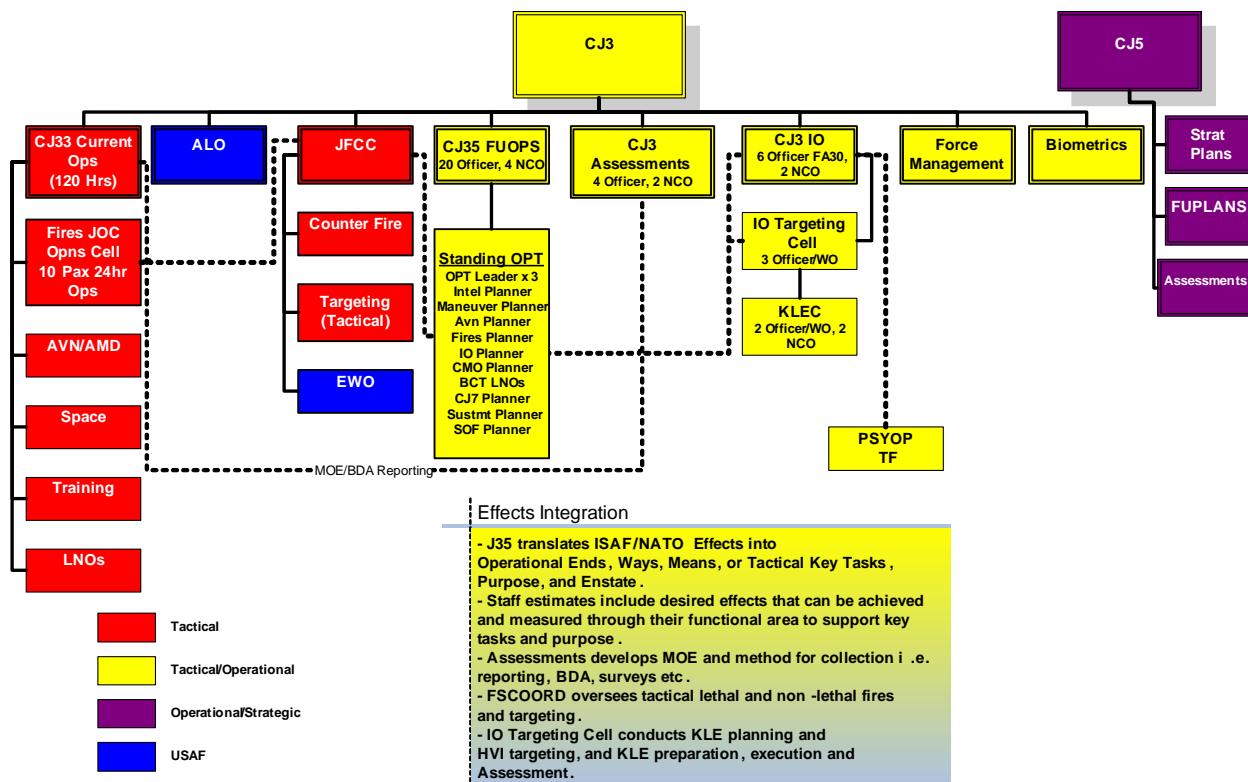 CJ3
CJ5
CJ33 Current
Ops
(120 Hrs)
ALO
JFCC
CJ35 FUOPS
20 Officer, 4 NCO
CJ3
Assessments
4 Officer, 2 NCO
CJ3 IO
6 Officer FA30,
2 NCO
Force
Management
Biometrics
Strat
Plans
FUPLANS
Assessments
Fires JOC
Opns Cell
10 Pax 24hr
Ops
AVN/AMD
Space
Training
LNOs
Counter Fire
Targeting
(Tactical)
EWO
Standing OPT
OPT Leader x 3
Intel Planner
Maneuver Planner
Avn Planner
Fires Planner
IO Planner
CMO Planner
BCT LNOs
CJ7 Planner
Sustmt Planner
SOF Planner
IO Targeting
Cell
3 Officer/WO
KLEC
2 Officer/WO, 2
NCO
PSYOP
TF
MOE/BDA Reporting
Effects Integration
- J35 translates ISAF/NATO Effects into
Operational Ends, Ways, Means, or Tactical Key Tasks,
Purpose, and Enstate.
- Staff estimates include desired effects that can be achieved
and measured through their functional area to support key
tasks and purpose.
- Assessments develops MOE and method for collection i .e.
reporting, BDA, surveys etc.
- FSCOORD oversees tactical lethal and non -lethal fires
and targeting.
- IO Targeting Cell conducts KLE planning and
HVI targeting, and KLE preparation, execution and
Assessment.
Tactical
Tactical/Operational
Operational/Strategic
USAF